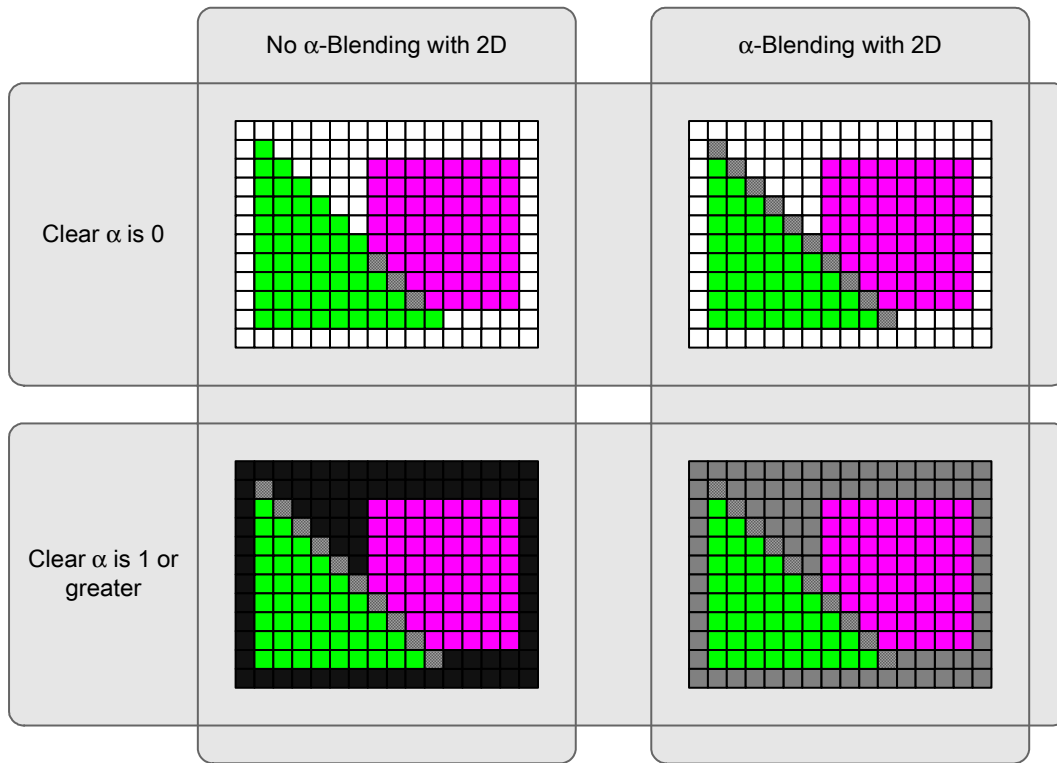 No α-Blending with 2D
α-Blending with 2D
Clear α is 0
Clear α is 1 or
greater